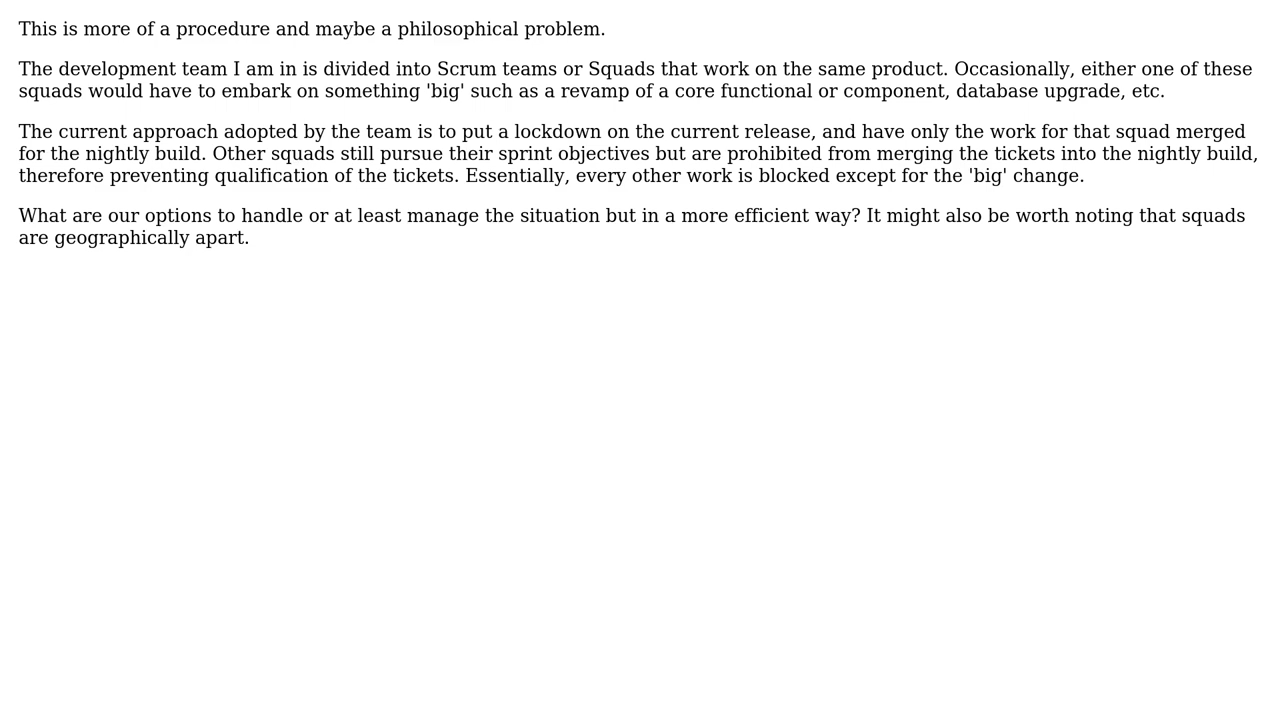 This is more of a procedure and maybe a philosophical problem.
The development team I am in is divided into Scrum teams or Squads that work on the same product. Occasionally, either one of these
squads would have to embark on something 'big' such as a revamp of a core functional or component, database upgrade, etc.
The current approach adopted by the team is to put a lockdown on the current release, and have only the work for that squad merged
for the nightly build. Other squads still pursue their sprint objectives but are prohibited from merging the tickets into the nightly build,
therefore preventing qualification of the tickets. Essentially, every other work is blocked except for the 'big' change.
What are our options to handle or at least manage the situation but in a more efficient way? It might also be worth noting that squads
are geographically apart.